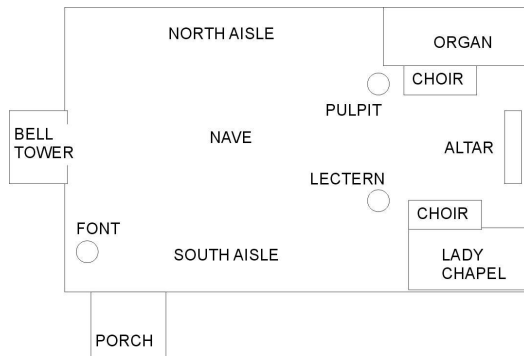 NORTH AISLE
ORGAN
CHOIR
PULPIT
BELL
TOWER
NAVE
ALTAR
LECTERN
CHOIR
FONT
SOUTH AISLE
LADY
CHAPEL
PORCH